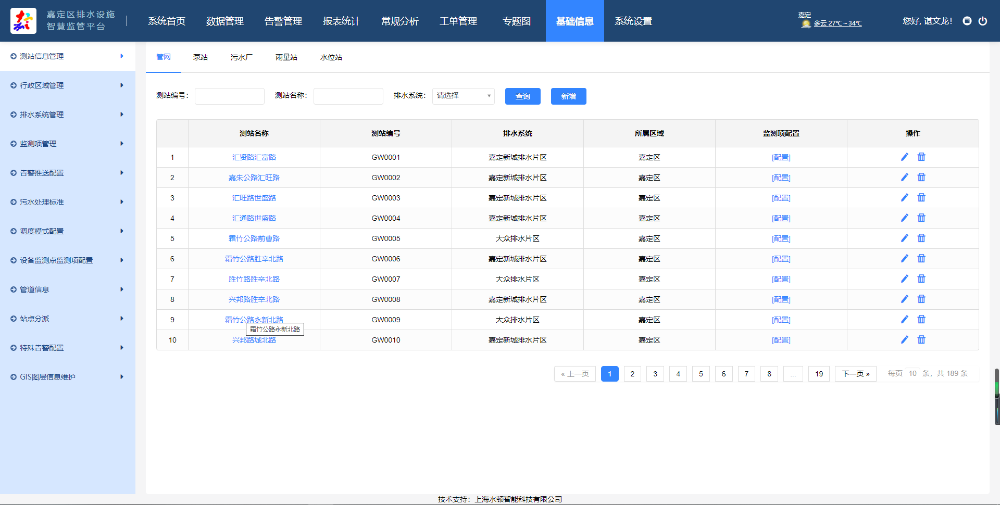 嘉定区排水设施
智慧监管平台
系统首页 数据管理 告警管理 报表统计 常规分析 工单管理 专题图 基础信息 系统设置
嘉定
多云 27℃～34℃
您好, 谌文龙!
测站信息管理
行政区域管理
排水系统管理
监测项管理
告警推送配置
污水处理标准
调度模式配置
设备监测点监测项配置
管道信息
站点分派
特殊告警配置
GIS图层信息维护
管网 泵站 污水厂 雨量站 水位站
测站编号： 测站名称： 排水系统： 请选择 查询 新增
测站名称 测站编号 排水系统 所属区域 监测项配置 操作
1 汇贤路汇富路 GW0001 嘉定新城排水片区 嘉定区 [配置]
2 嘉朱公路汇旺路 GW0002 嘉定新城排水片区 嘉定区 [配置]
3 汇旺路世盛路 GW0003 嘉定新城排水片区 嘉定区 [配置]
4 汇通路世盛路 GW0004 嘉定新城排水片区 嘉定区 [配置]
5 霜竹公路前曹路 GW0005 大众排水片区 嘉定区 [配置]
6 霜竹公路胜辛北路 GW0006 嘉定新城排水片区 嘉定区 [配置]
7 胜竹路胜辛北路 GW0007 大众排水片区 嘉定区 [配置]
8 兴邦路胜辛北路 GW0008 嘉定新城排水片区 嘉定区 [配置]
9 霜竹公路永新北路 GW0009 大众排水片区 嘉定区 [配置]
霜竹公路永新北路
10 兴邦路城北路 GW0010 嘉定新城排水片区 嘉定区 [配置]
« 上一页 1 2 3 4 5 6 7 8 ... 19 下一页 » 每页 10 条，共 189 条
技术支持：上海水顿智能科技有限公司